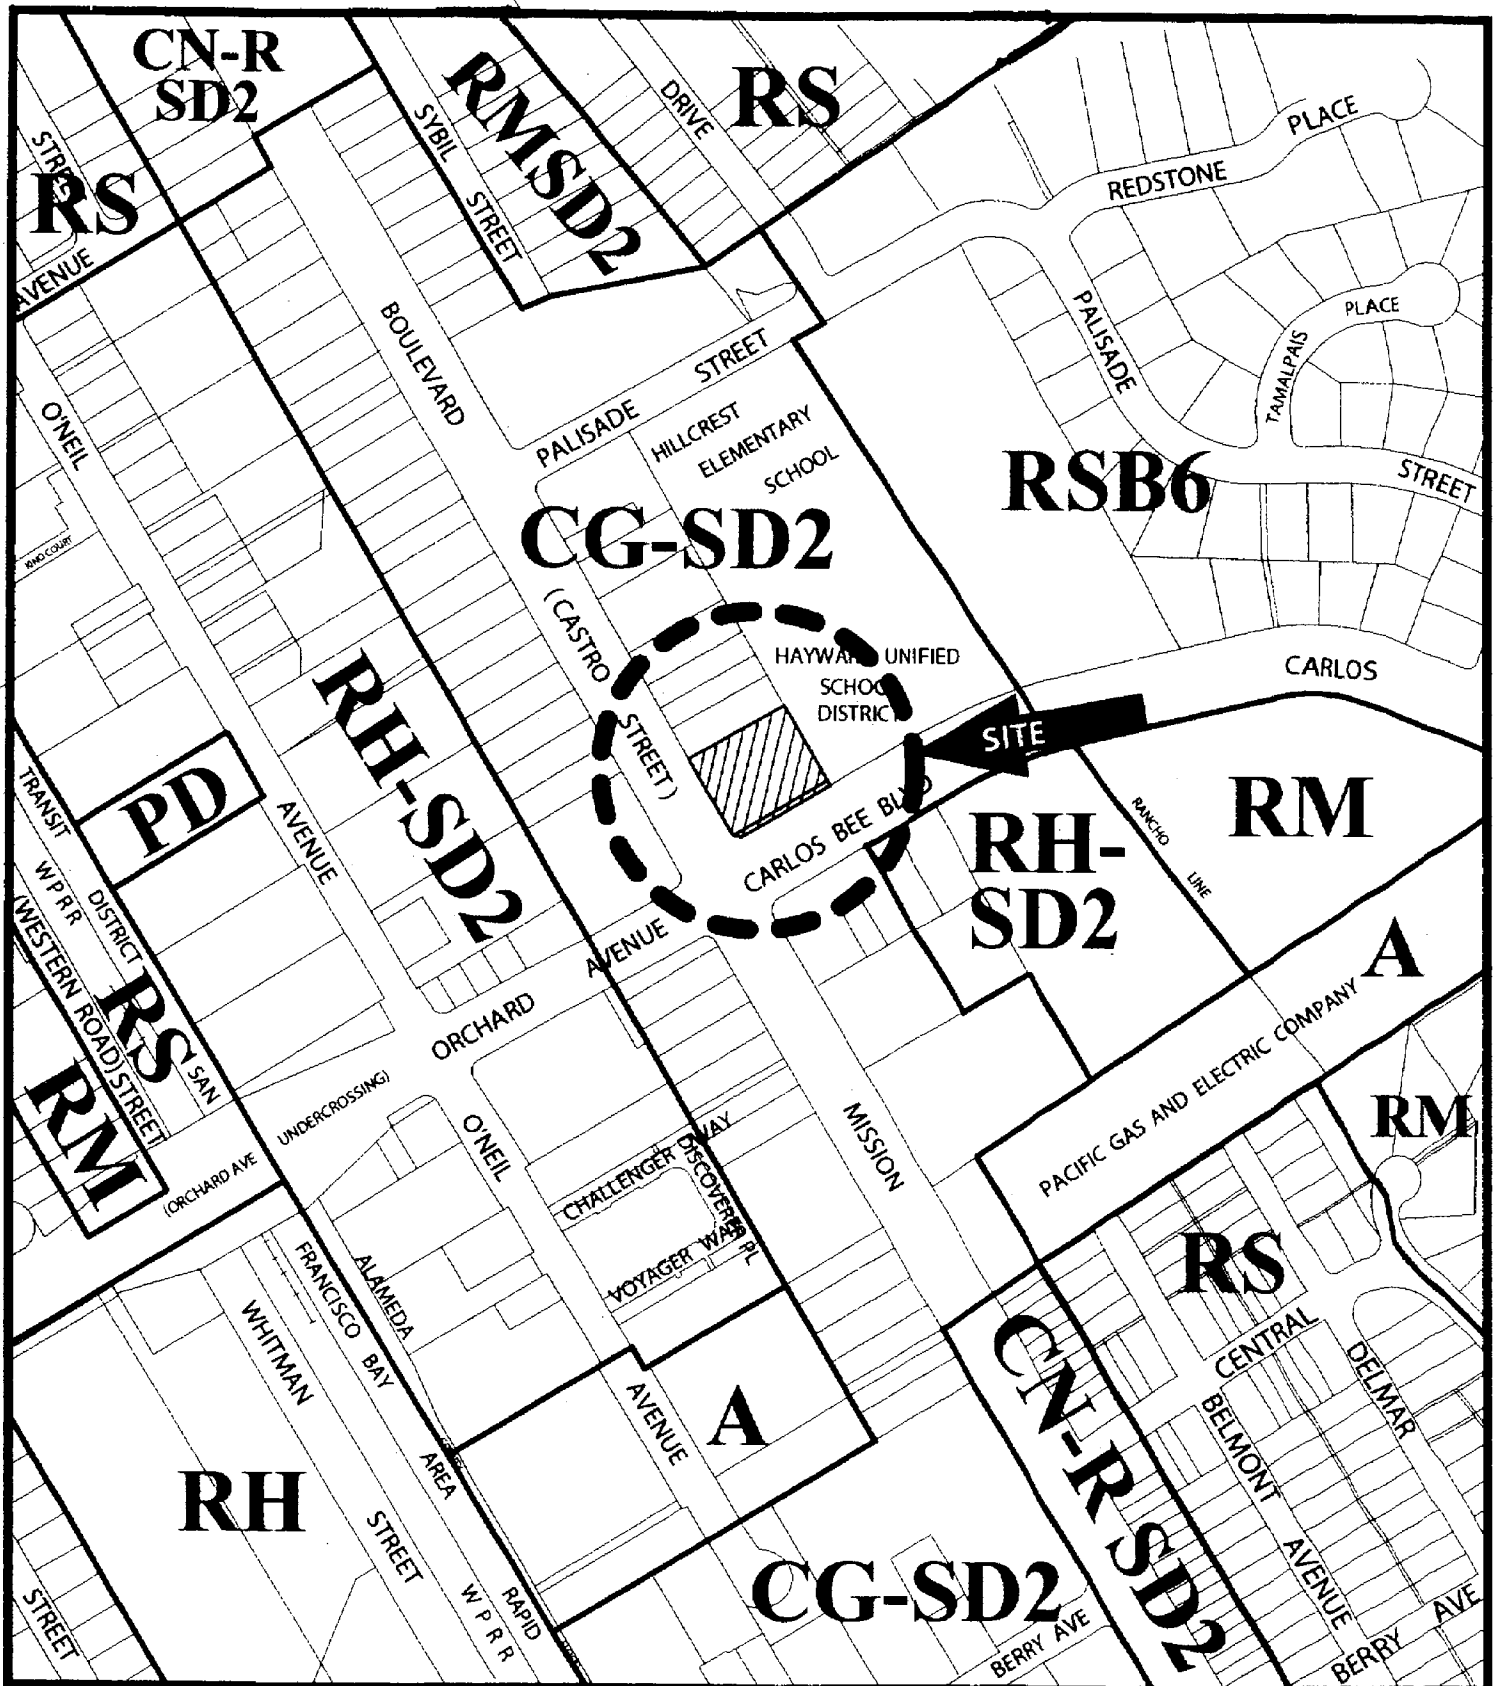 CN-R
SD2
STREET
RS
AVENUE
SYBIL
STREET
RMSD2
DRIVE
RS
PLACE
REDSTONE
PALISADE
PLACE
TAMALPAIS
STREET
BOULEVARD
STREET
PALISADE
HILLCREST
ELEMENTARY
SCHOOL
O'NEIL
RSB6
KING COURT
CG-SD2
(CASTRO
STREET)
HAYWARD UNIFIED
SCHOOL
DISTRICT
CARLOS
SITE
RH-SD2
PD
TRANSIT
DISTRICT
W P R R
(WESTERN ROAD) STREET
AVENUE
CARLOS BEE BLVD
RH-
SD2
RANCHO
LINE
RM
A
AVENUE
ORCHARD
RS
SAN
RM
UNDERCROSSING)
(ORCHARD AVE
O'NEIL
MISSION
CHALLENGER WAY
DISCOVERER PL
VOYAGER WAY
PACIFIC GAS AND ELECTRIC COMPANY
RM
RS
FRANCISCO
BAY
AREA
RAPID
ALAMEDA
WHITMAN
STREET
CENTRAL
DELMAR
BELMONT
AVENUE
CN-R SD2
A
AVENUE
RH
W P R R
CG-SD2
BERRY AVE
BERRY AVE
STREET